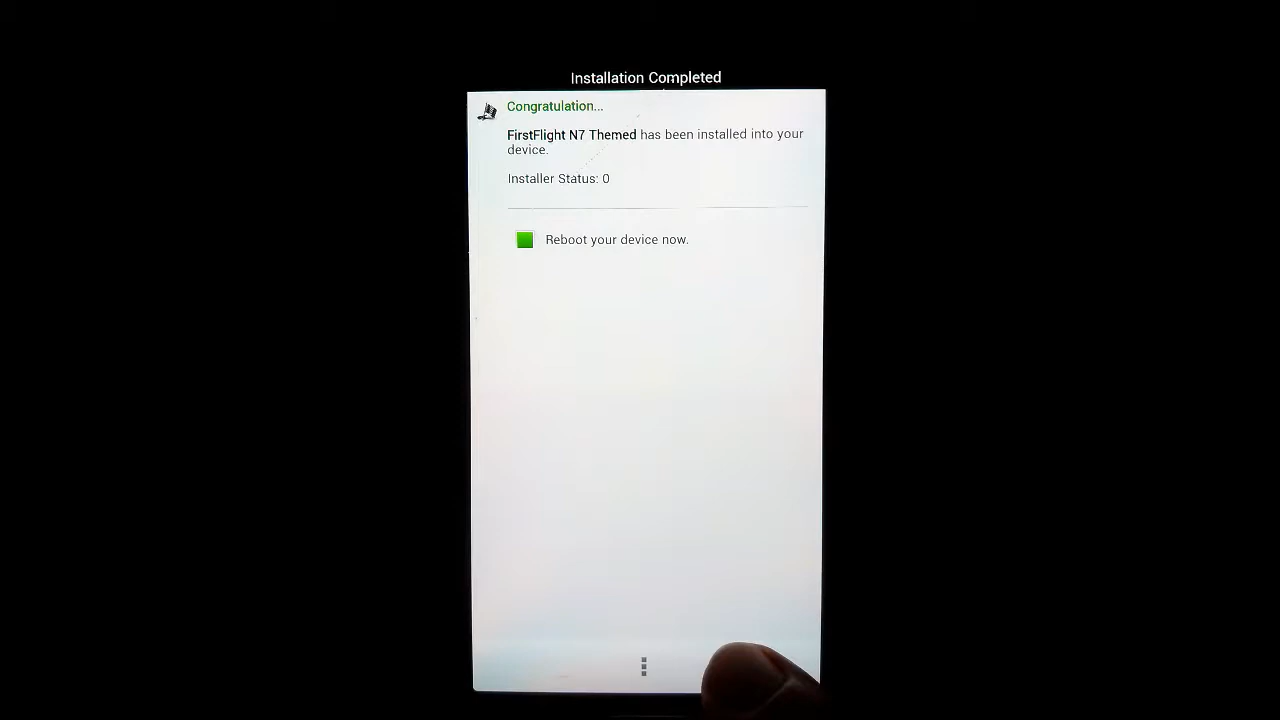 Installation Completed
Congratulation...
FirstFlight N7 Themed has been installed into your
device.
Installer Status: 0
Reboot your device now.